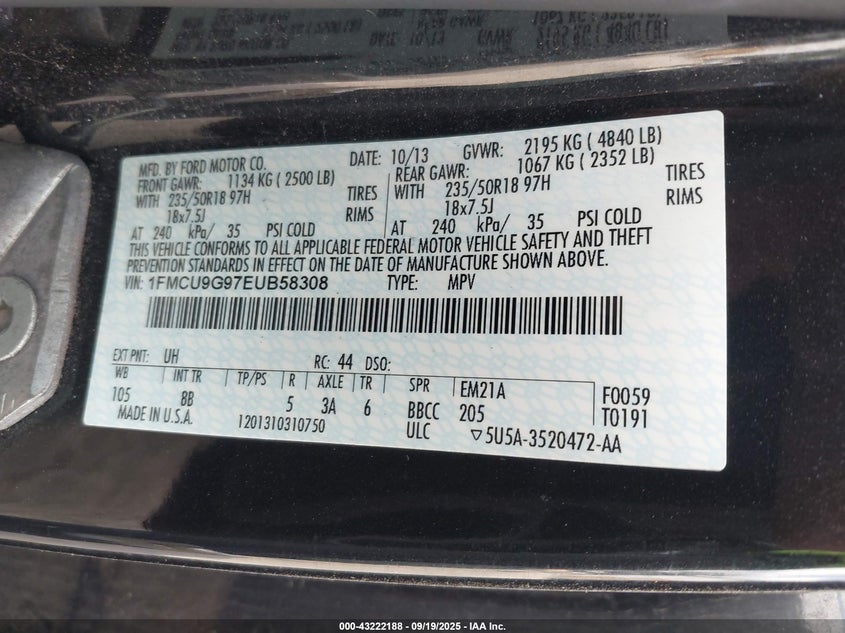 MFD. BY FORD MOTOR CO. DATE: 10/13 GVWR: 2195 KG ( 4840 LB)
FRONT GAWR: 1134 KG ( 2500 LB) REAR GAWR: 1067 KG ( 2352 LB)
WITH 235/50R18 97H TIRES WITH 235/50R18 97H TIRES
18x7.5J RIMS 18x7.5J RIMS
AT 240 kPa/ 35 PSI COLD AT 240 kPa/ 35 PSI COLD
THIS VEHICLE CONFORMS TO ALL APPLICABLE FEDERAL MOTOR VEHICLE SAFETY AND THEFT
PREVENTION STANDARDS IN EFFECT ON THE DATE OF MANUFACTURE SHOWN ABOVE.
VIN: 1FMCU9G97EUB58308 TYPE: MPV
EXT PNT: UH RC: 44 DSO:
WB INT TR TP/PS R AXLE TR SPR EM21A F0059
105 8B 5 3A 6 BBCC 205 T0191
MADE IN U.S.A. 1201310310750 ULC ▽5U5A-3520472-AA
000-43222188 - 09/19/2025 - IAA Inc.